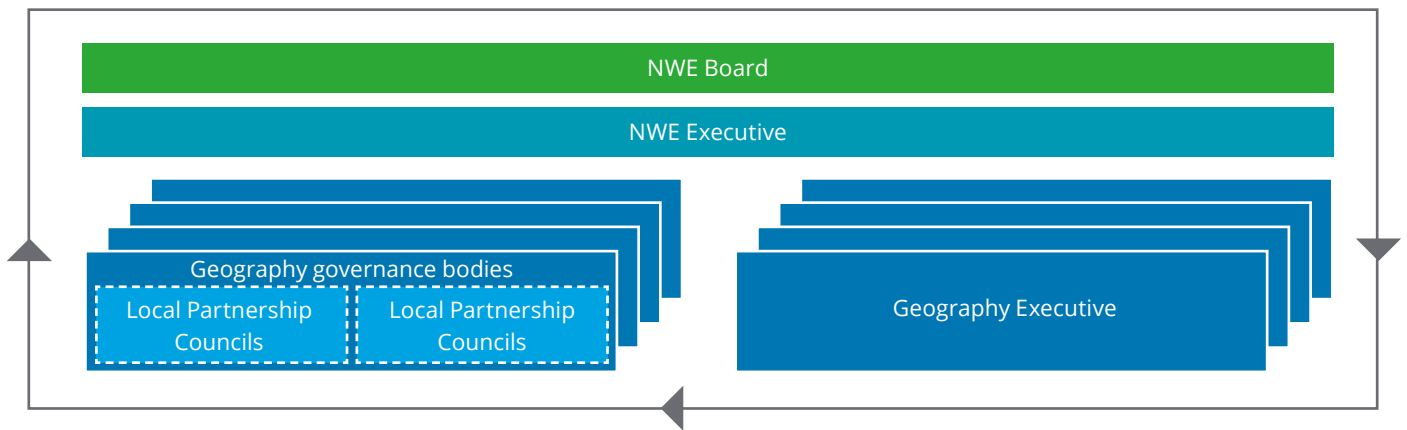 NWE Board
NWE Executive
Geography governance bodies
Local Partnership
Councils
Local Partnership
Councils
Geography Executive